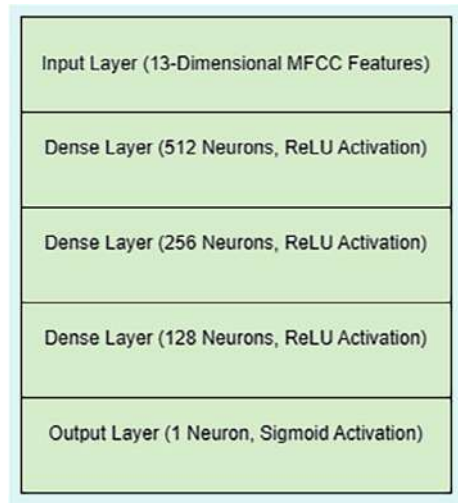 Input Layer (13-Dimensional MFCC Features)
Dense Layer (512 Neurons, ReLU Activation)
Dense Layer (256 Neurons, ReLU Activation)
Dense Layer (128 Neurons, ReLU Activation)
Output Layer (1 Neuron, Sigmoid Activation)